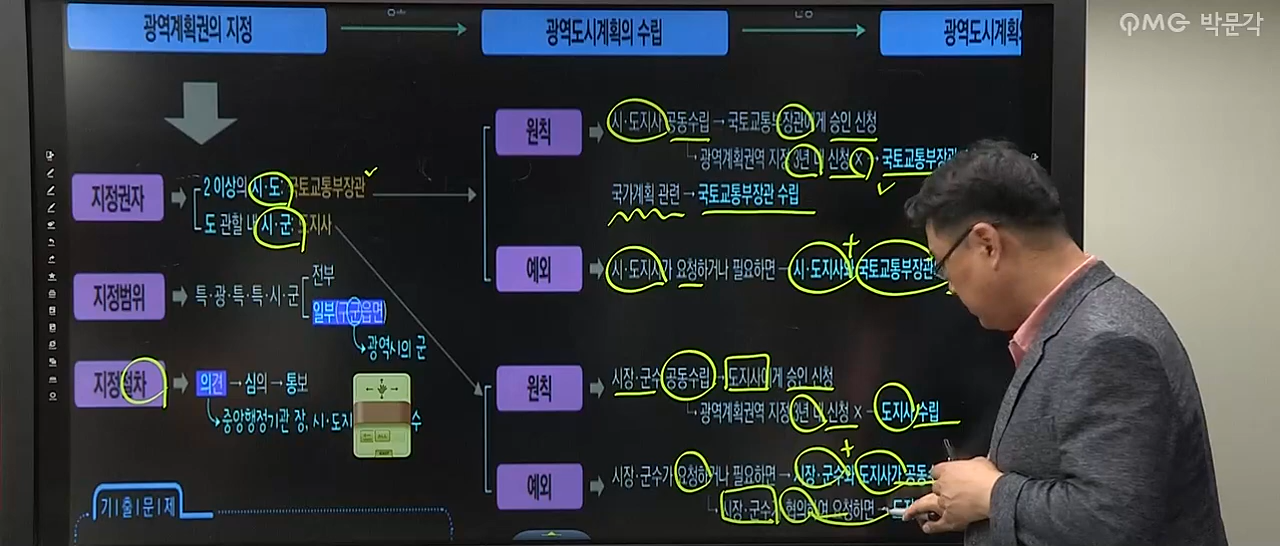 QMG 박문각
광역계획권의 지정
광역도시계획의 수립
광역도시계획의
지정권자
2 이상의 시·도: 국토교통부장관
도 관할 내 시·군: 도지사
지정범위
특·광·특·특·시·군
전부
일부(구군읍면
광역시의 군
지정절차
의견 → 심의 → 통보
중앙행정기관 장, 시·도지 수
기출문제
원칙
시·도지사 공동수립 → 국토교통부장관에게 승인 신청
광역계획권역 지정 3년 내 신청 × → 국토교통부장관
국가계획 관련 → 국토교통부장관 수립
예외
시·도지사가 요청하거나 필요하면 → 시·도지사와 국토교통부장관
원칙
시장·군수 공동수립 → 도지사에게 승인 신청
광역계획권역 지정 3년 내 신청 × → 도지사 수립
예외
시장·군수가 요청하거나 필요하면 → 시장·군수와 도지사가 공동
시장·군수가 협의하여 요청하면 →